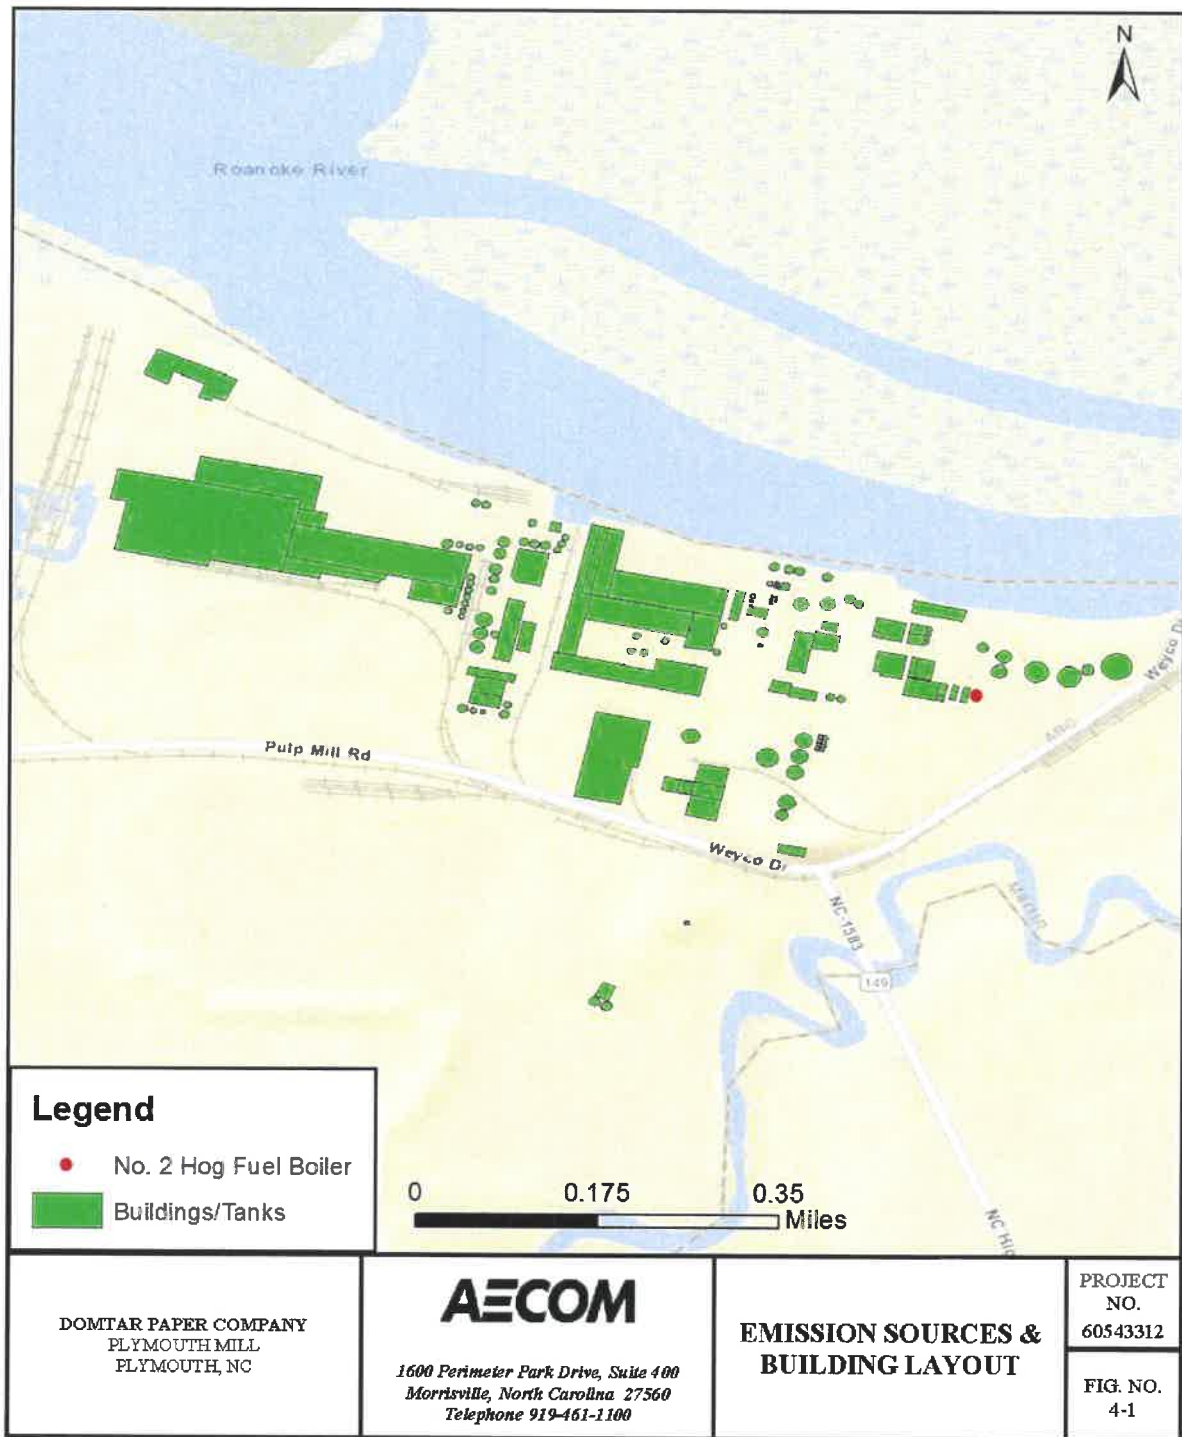 N
Roanoke River
Pulp Mill Rd
Weyco Dr
Weyco Dr
NC-1583
149
Martin
Legend
No. 2 Hog Fuel Boiler
Buildings/Tanks
0 0.175 0.35
Miles
DOMTAR PAPER COMPANY
PLYMOUTH MILL
PLYMOUTH, NC
AECOM
1600 Perimeter Park Drive, Suite 400
Morrisville, North Carolina 27560
Telephone 919-461-1100
EMISSION SOURCES &
BUILDING LAYOUT
PROJECT
NO.
60543312
FIG. NO.
4-1